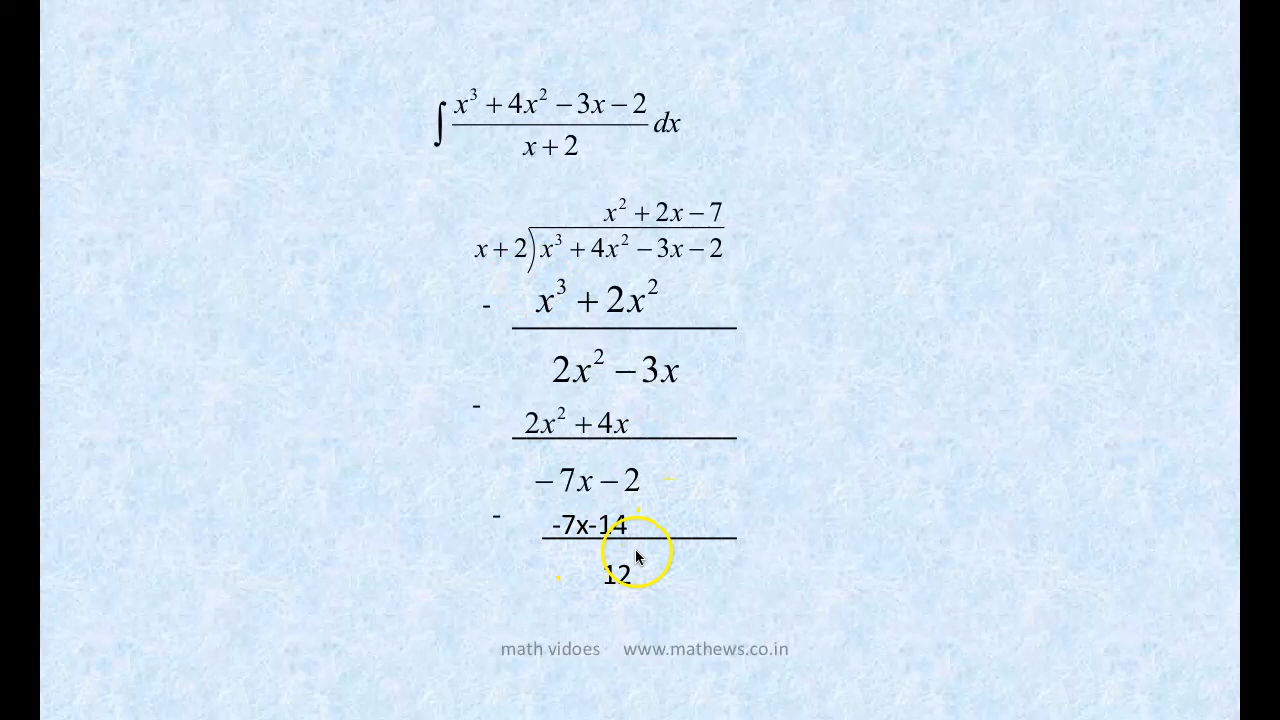 ∫ (x³ + 4x² − 3x − 2)/(x + 2) dx
x² + 2x − 7
x + 2)x³ + 4x² − 3x − 2
- x³ + 2x²
2x² − 3x
- 2x² + 4x
− 7x − 2
- -7x-14
12
math vidoes www.mathews.co.in